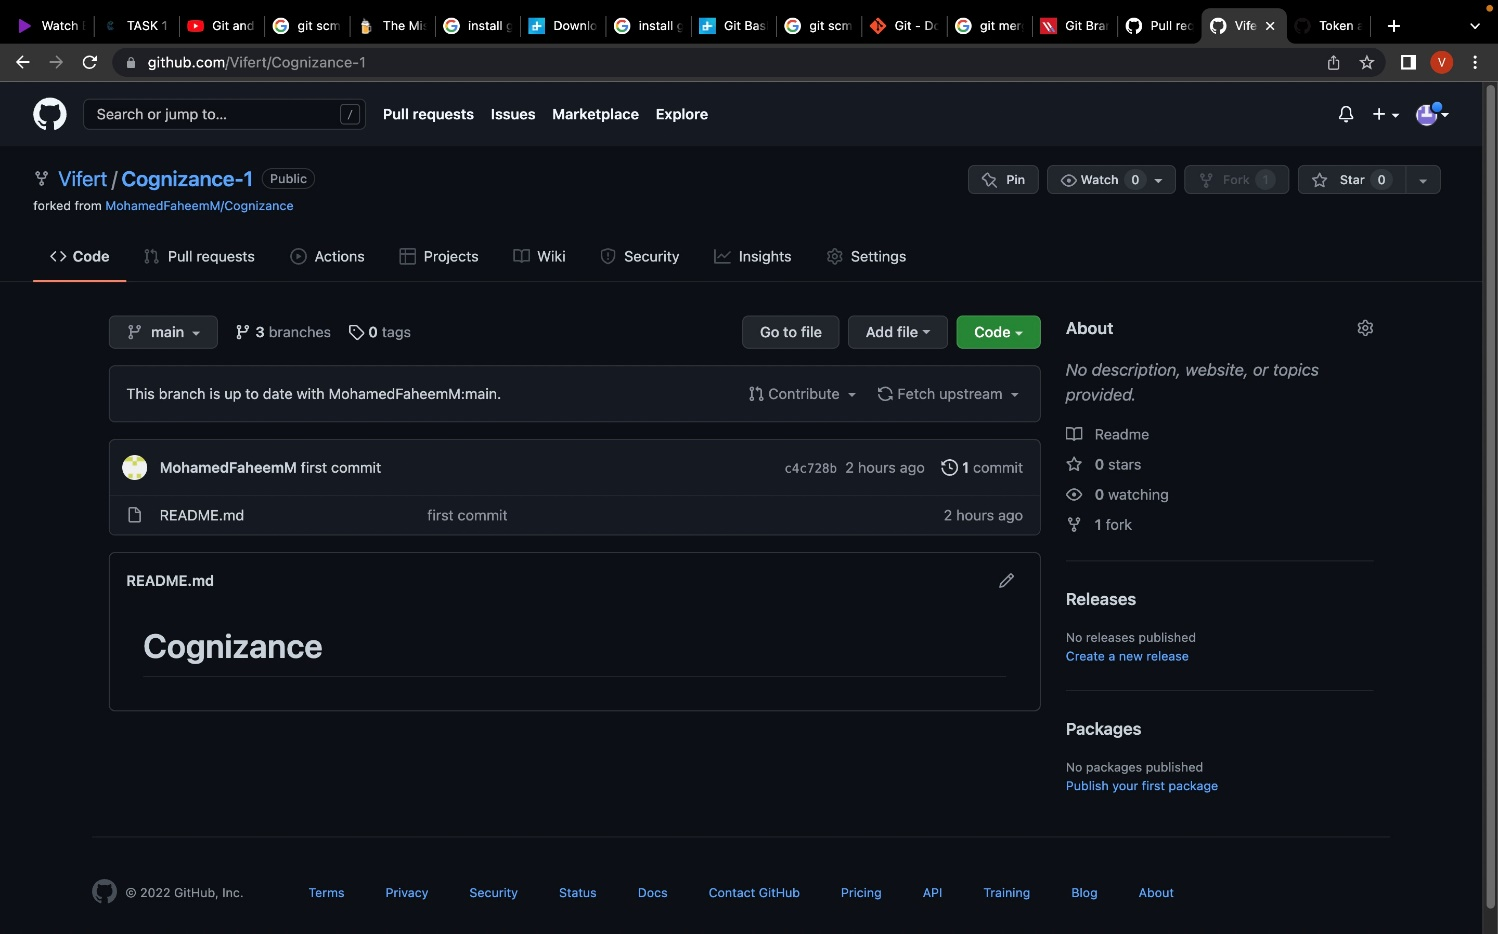 Watch TASK 1 Git and git scm The Mis install g Downlo install g Git Bas git scm Git - Do git mer Git Bra Pull rec Vife Token a
github.com/Vifert/Cognizance-1 V
Search or jump to... / Pull requests Issues Marketplace Explore
Vifert / Cognizance-1 Public Pin Watch 0 Fork 1 Star 0
forked from MohamedFaheemM/Cognizance
Code Pull requests Actions Projects Wiki Security Insights Settings
main 3 branches 0 tags Go to file Add file Code
This branch is up to date with MohamedFaheemM:main. Contribute Fetch upstream
MohamedFaheemM first commit c4c728b 2 hours ago 1 commit
README.md first commit 2 hours ago
README.md
Cognizance
About
No description, website, or topics
provided.
Readme
0 stars
0 watching
1 fork
Releases
No releases published
Create a new release
Packages
No packages published
Publish your first package
© 2022 GitHub, Inc. Terms Privacy Security Status Docs Contact GitHub Pricing API Training Blog About